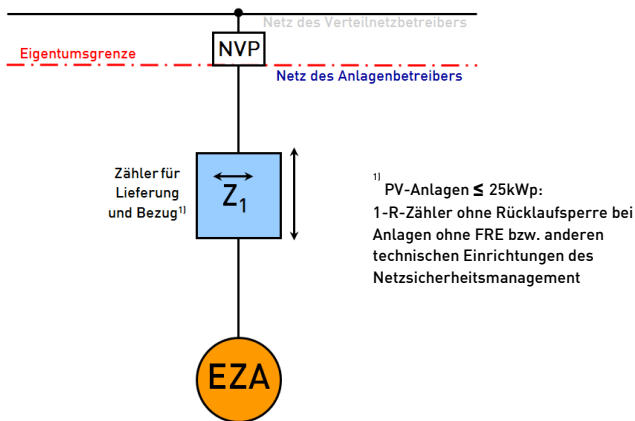 Netz des Verteilnetzbetreibers
NVP
Eigentumsgrenze
Netz des Anlagenbetreibers
Zähler für
Lieferung
und Bezug¹⁾
Z₁
¹⁾ PV-Anlagen ≤ 25kWp:
1-R-Zähler ohne Rücklaufsperre bei
Anlagen ohne FRE bzw. anderen
technischen Einrichtungen des
Netzsicherheitsmanagement
EZA